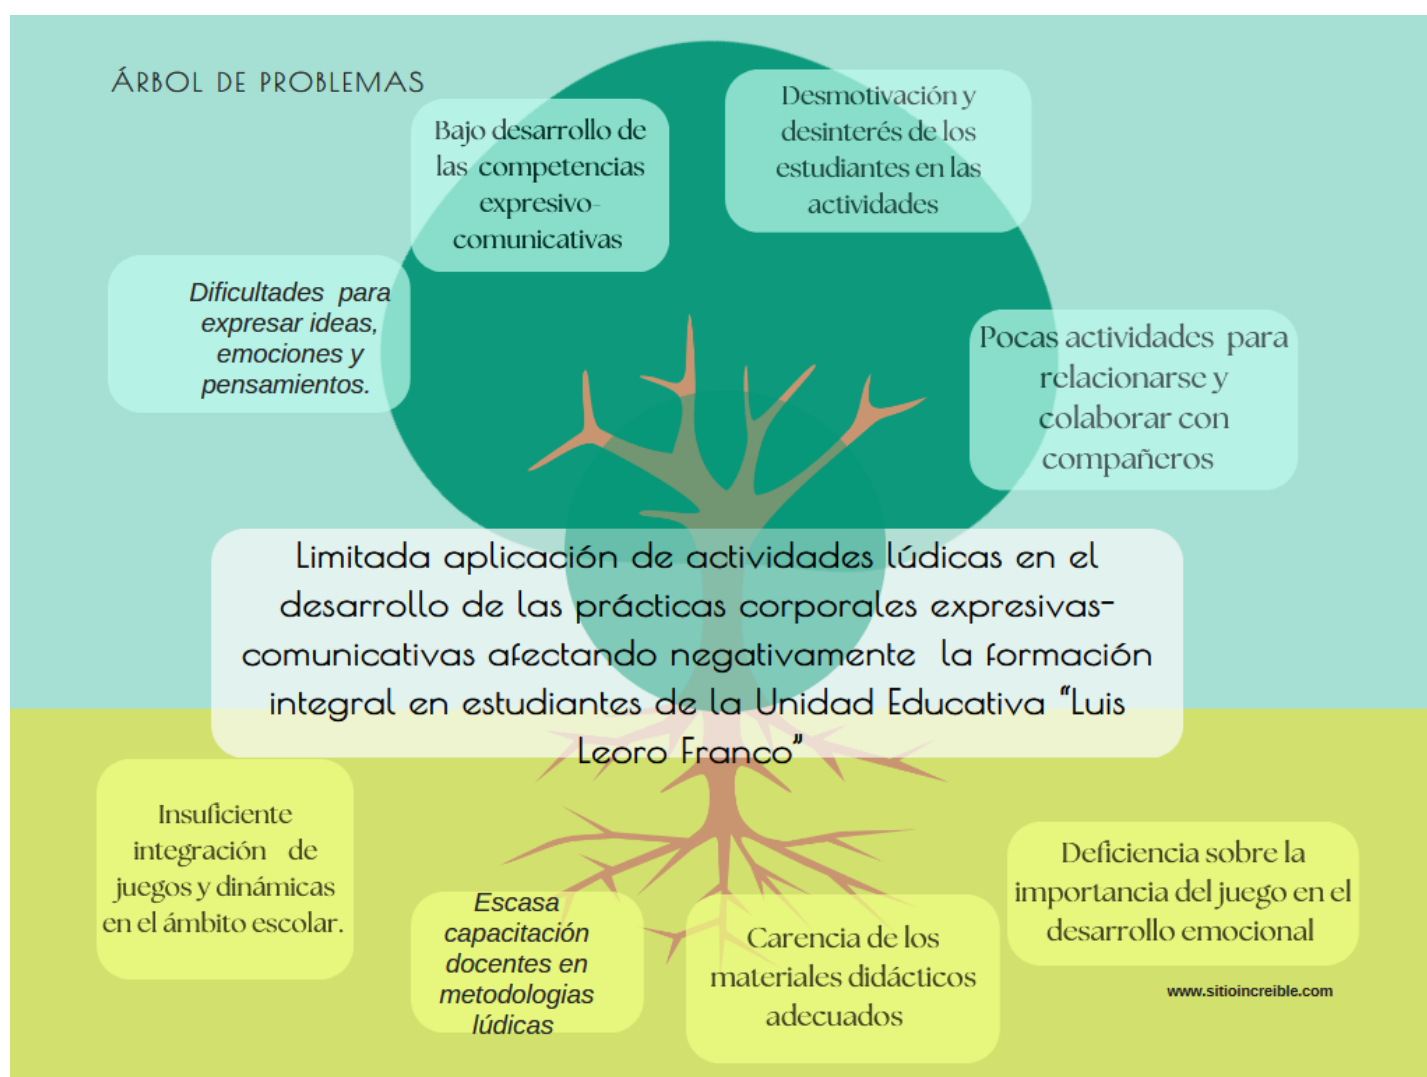 ÁRBOL DE PROBLEMAS
Bajo desarrollo de
las competencias
expresivo-
comunicativas
Desmotivación y
desinterés de los
estudiantes en las
actividades
Dificultades para
expresar ideas,
emociones y
pensamientos.
Pocas actividades para
relacionarse y
colaborar con
compañeros
Limitada aplicación de actividades lúdicas en el
desarrollo de las prácticas corporales expresivas-
comunicativas afectando negativamente la formación
integral en estudiantes de la Unidad Educativa “Luis
Leoro Franco”
Insuficiente
integración de
juegos y dinámicas
en el ámbito escolar.
Escasa
capacitación
docentes en
metodologias
lúdicas
Carencia de los
materiales didácticos
adecuados
Deficiencia sobre la
importancia del juego en el
desarrollo emocional
www.sitioincreible.com